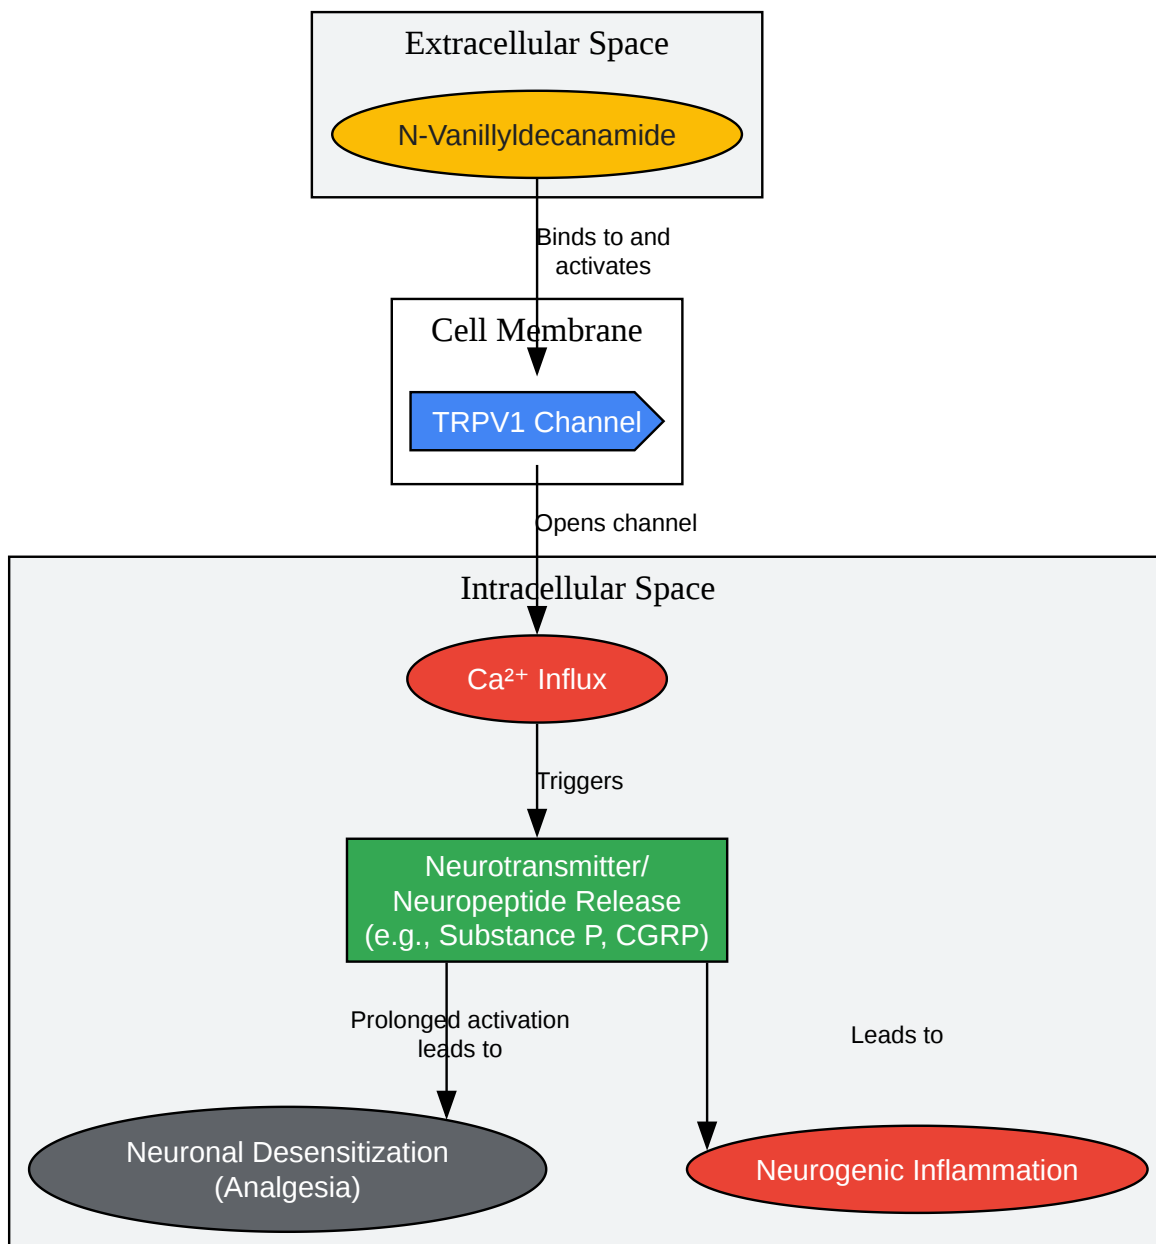 Extracellular Space
N-Vanillyldecanamide
Binds to and
activates
Cell Membrane
TRPV1 Channel
Opens channel
Intracellular Space
Ca²⁺ Influx
Triggers
Neurotransmitter/
Neuropeptide Release
(e.g., Substance P, CGRP)
Prolonged activation
leads to
Leads to
Neuronal Desensitization
(Analgesia)
Neurogenic Inflammation